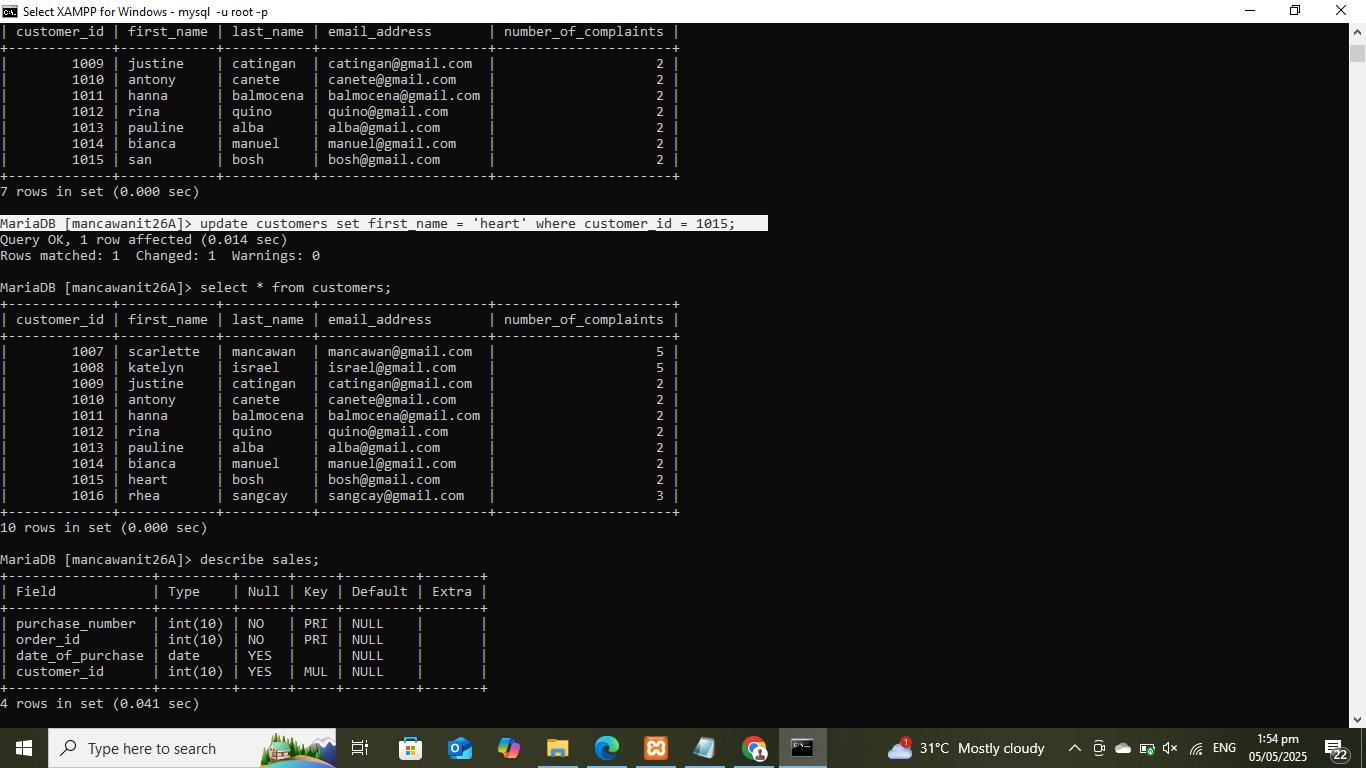 Select XAMPP for Windows - mysql  -u root -p
| customer_id | first_name | last_name | email_address        | number_of_complaints |
+-------------+------------+-----------+----------------------+----------------------+
|        1009 | justine    | catingan  | catingan@gmail.com   |                    2 |
|        1010 | antony     | canete    | canete@gmail.com     |                    2 |
|        1011 | hanna      | balmocena | balmocena@gmail.com  |                    2 |
|        1012 | rina       | quino     | quino@gmail.com      |                    2 |
|        1013 | pauline    | alba      | alba@gmail.com       |                    2 |
|        1014 | bianca     | manuel    | manuel@gmail.com     |                    2 |
|        1015 | san        | bosh      | bosh@gmail.com       |                    2 |
+-------------+------------+-----------+----------------------+----------------------+
7 rows in set (0.000 sec)
MariaDB [mancawanit26A]> update customers set first_name = 'heart' where customer_id = 1015;
Query OK, 1 row affected (0.014 sec)
Rows matched: 1  Changed: 1  Warnings: 0
MariaDB [mancawanit26A]> select * from customers;
+-------------+------------+-----------+----------------------+----------------------+
| customer_id | first_name | last_name | email_address        | number_of_complaints |
+-------------+------------+-----------+----------------------+----------------------+
|        1007 | scarlette  | mancawan  | mancawan@gmail.com   |                    5 |
|        1008 | katelyn    | israel    | israel@gmail.com     |                    5 |
|        1009 | justine    | catingan  | catingan@gmail.com   |                    2 |
|        1010 | antony     | canete    | canete@gmail.com     |                    2 |
|        1011 | hanna      | balmocena | balmocena@gmail.com  |                    2 |
|        1012 | rina       | quino     | quino@gmail.com      |                    2 |
|        1013 | pauline    | alba      | alba@gmail.com       |                    2 |
|        1014 | bianca     | manuel    | manuel@gmail.com     |                    2 |
|        1015 | heart      | bosh      | bosh@gmail.com       |                    2 |
|        1016 | rhea       | sangcay   | sangcay@gmail.com    |                    3 |
+-------------+------------+-----------+----------------------+----------------------+
10 rows in set (0.000 sec)
MariaDB [mancawanit26A]> describe sales;
+------------------+---------+------+-----+---------+-------+
| Field            | Type    | Null | Key | Default | Extra |
+------------------+---------+------+-----+---------+-------+
| purchase_number  | int(10) | NO   | PRI | NULL    |       |
| order_id         | int(10) | NO   | PRI | NULL    |       |
| date_of_purchase | date    | YES  |     | NULL    |       |
| customer_id      | int(10) | YES  | MUL | NULL    |       |
+------------------+---------+------+-----+---------+-------+
4 rows in set (0.041 sec)
Type here to search
1
31°C  Mostly cloudy
ENG
1:54 pm
05/05/2025
22